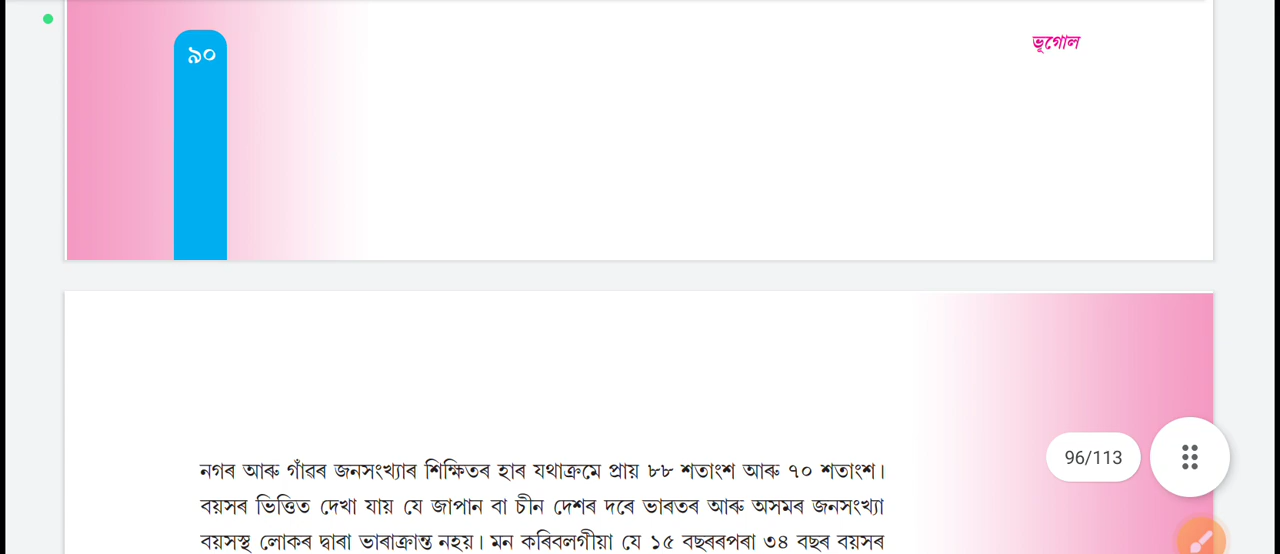 ৯০
ভূগোল
নগৰ আৰু গাঁৱৰ জনসংখ্যাৰ শিক্ষিতৰ হাৰ যথাক্ৰমে প্ৰায় ৮৮ শতাংশ আৰু ৭০ শতাংশ।
96/113
বয়সৰ ভিত্তিত দেখা যায় যে জাপান বা চীন দেশৰ দৰে ভাৰতৰ আৰু অসমৰ জনসংখ্যা
বয়সস্থ লোকৰ দ্বাৰা ভাৰাক্ৰান্ত নহয়। মন কৰিবলগীয়া যে ১৫ বছৰৰপৰা ৩৪ বছৰ বয়সৰ